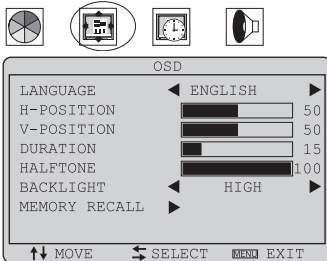 OSD
LANGUAGE ENGLISH
H-POSITION 50
V-POSITION 50
DURATION 15
HALFTONE 100
BACKLIGHT HIGH
MEMORY RECALL
MOVE SELECT MENU EXIT